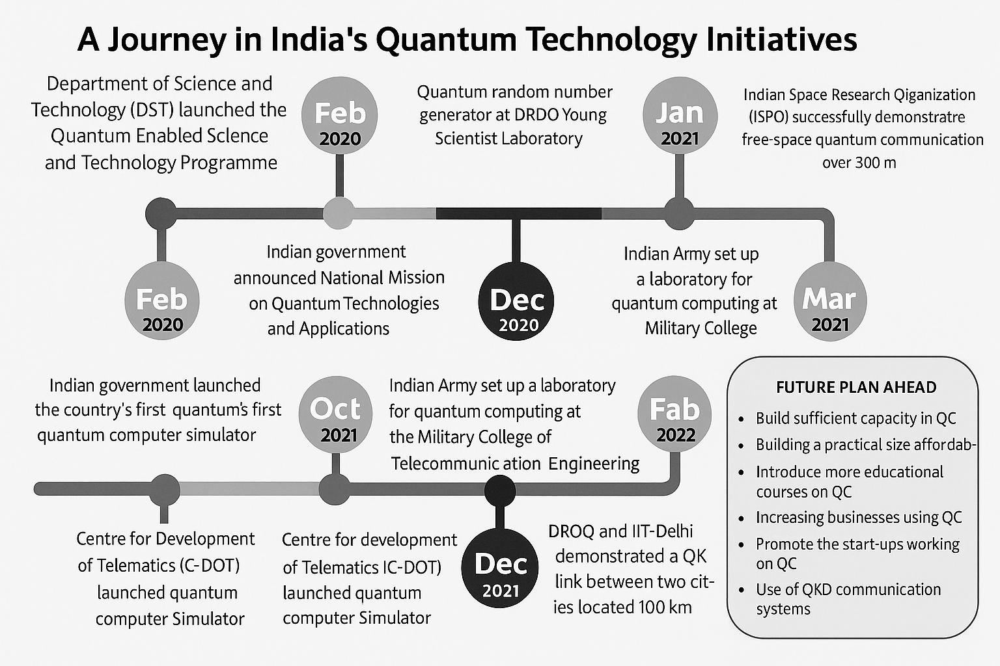 A Journey in India's Quantum Technology Initiatives
Department of Science and
Technology (DST) launched the
Quantum Enabled Sclence
and Technology Programme
Feb
2020
Quantum random number
generator at DRDO Young
Scientist Laboratory
Jan
2021
Indian Space Research Qiganization
(ISPO) successfully demonstratre
free-space quantum communication
over 300 m
Feb
2020
Indian government
announced National Mission
on Quantum Technologies
and Applications
Dec
2020
Indian Army set up
a laboratory for
quantum computing at
Military College
Mar
2021
Indian government launched
the country's first quantum's first
quantum computer simulator
Oct
2021
Indian Army set up a laboratory
for quantum computing at
the Military College of
Telecommunic ation Engineering
Fab
2022
Centre for Development
of Telematics (C-DOT)
launched quantum
computer Simulator
Centre for development
of Telematics IC-DOT)
launched quantum
computer Simulator
Dec
2021
DROQ and IIT-Delhi
demonstrated a QK
link between two cit-
ies located 100 km
FUTURE PLAN AHEAD
• Build sufficient capacity in QC
• Building a practical size affordab-
• Introduce more educational
courses on QC
• Increasing businesses using QC
• Promote the start-ups working
on QC
• Use of QKD communication
systems